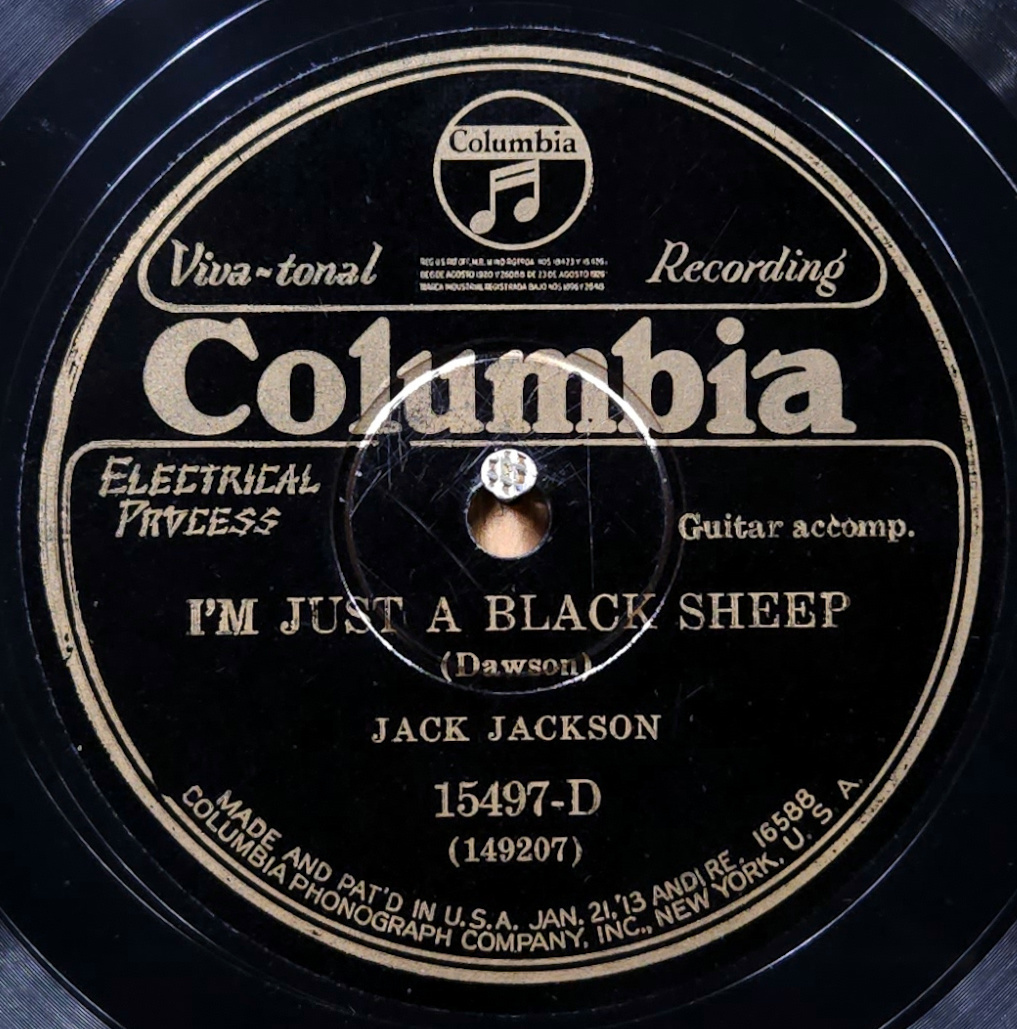 Columbia
Viva-tonal
Recording
Columbia
ELECTRICAL
PROCESS
Guitar accomp.
I'M JUST A BLACK SHEEP
(Dawson)
JACK JACKSON
15497-D
(149207)
MADE AND PAT'D IN U.S.A. JAN. 21,'13 AND RE. 16588
COLUMBIA PHONOGRAPH COMPANY, INC., NEW YORK, U. S. A.